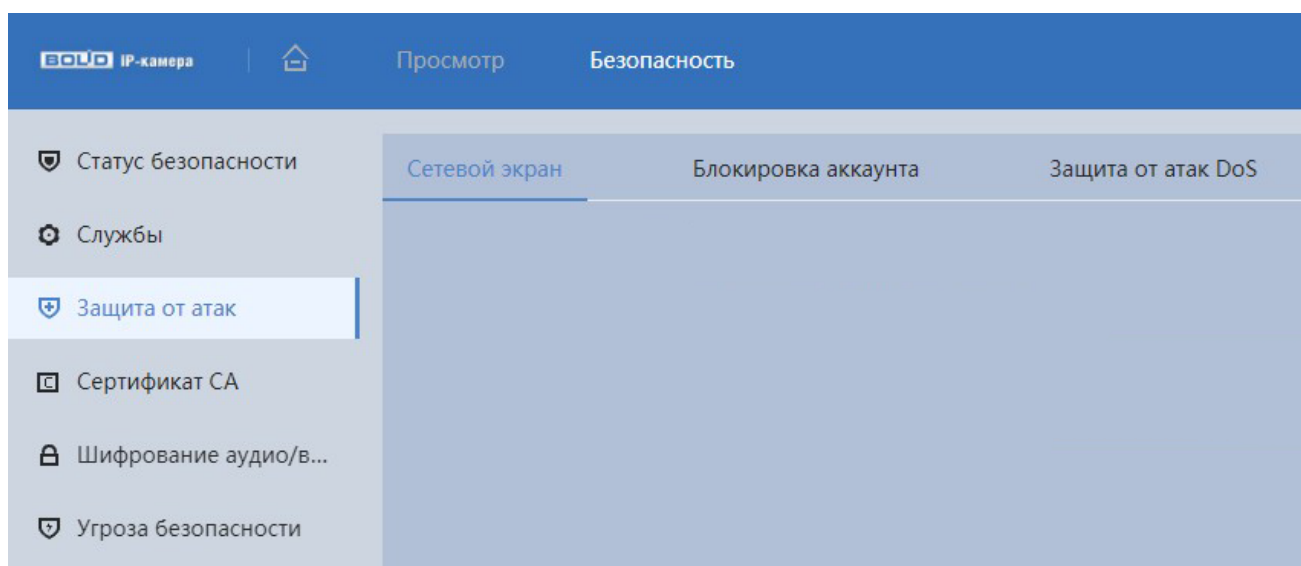 BOLID IP-камера Просмотр Безопасность
Статус безопасности
Сетевой экран Блокировка аккаунта Защита от атак DoS
Службы
Защита от атак
Сертификат CA
Шифрование аудио/в...
Угроза безопасности